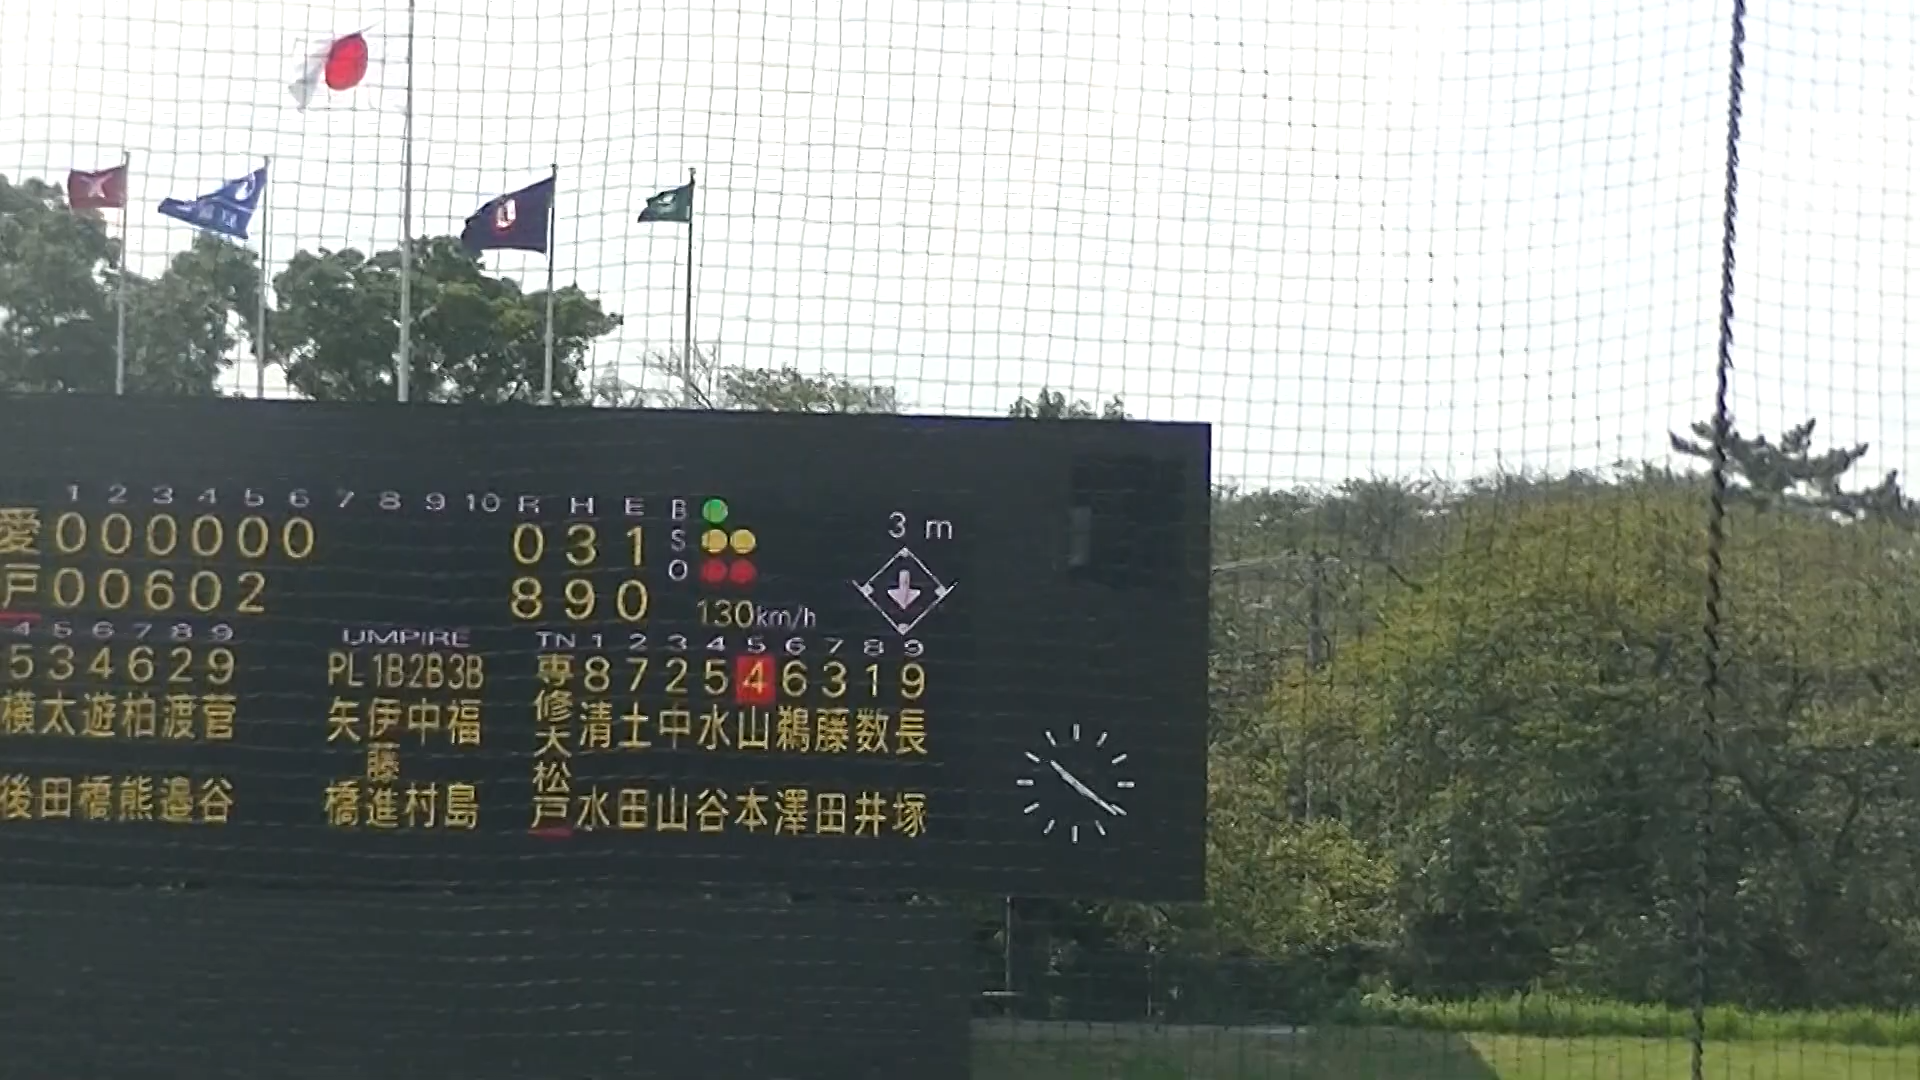 1 2 3 4 5 6 7 8 9 10 R H E B
愛 0 0 0 0 0 0 0 3 1 S
戸 0 0 6 0 2 8 9 0 O
3 m
130km/h
4 5 6 7 8 9
5 3 4 6 2 9
横 太 遊 柏 渡 菅
後 田 橋 熊 邉 谷
UMPIRE
PL 1B 2B 3B
矢橋 伊藤進 中村 福島
TN 1 2 3 4 5 6 7 8 9
専修大松戸 8 7 2 5 4 6 3 1 9
清 土 中 水 山 鵜 藤 数 長
水 田 山 谷 本 澤 田 井 塚